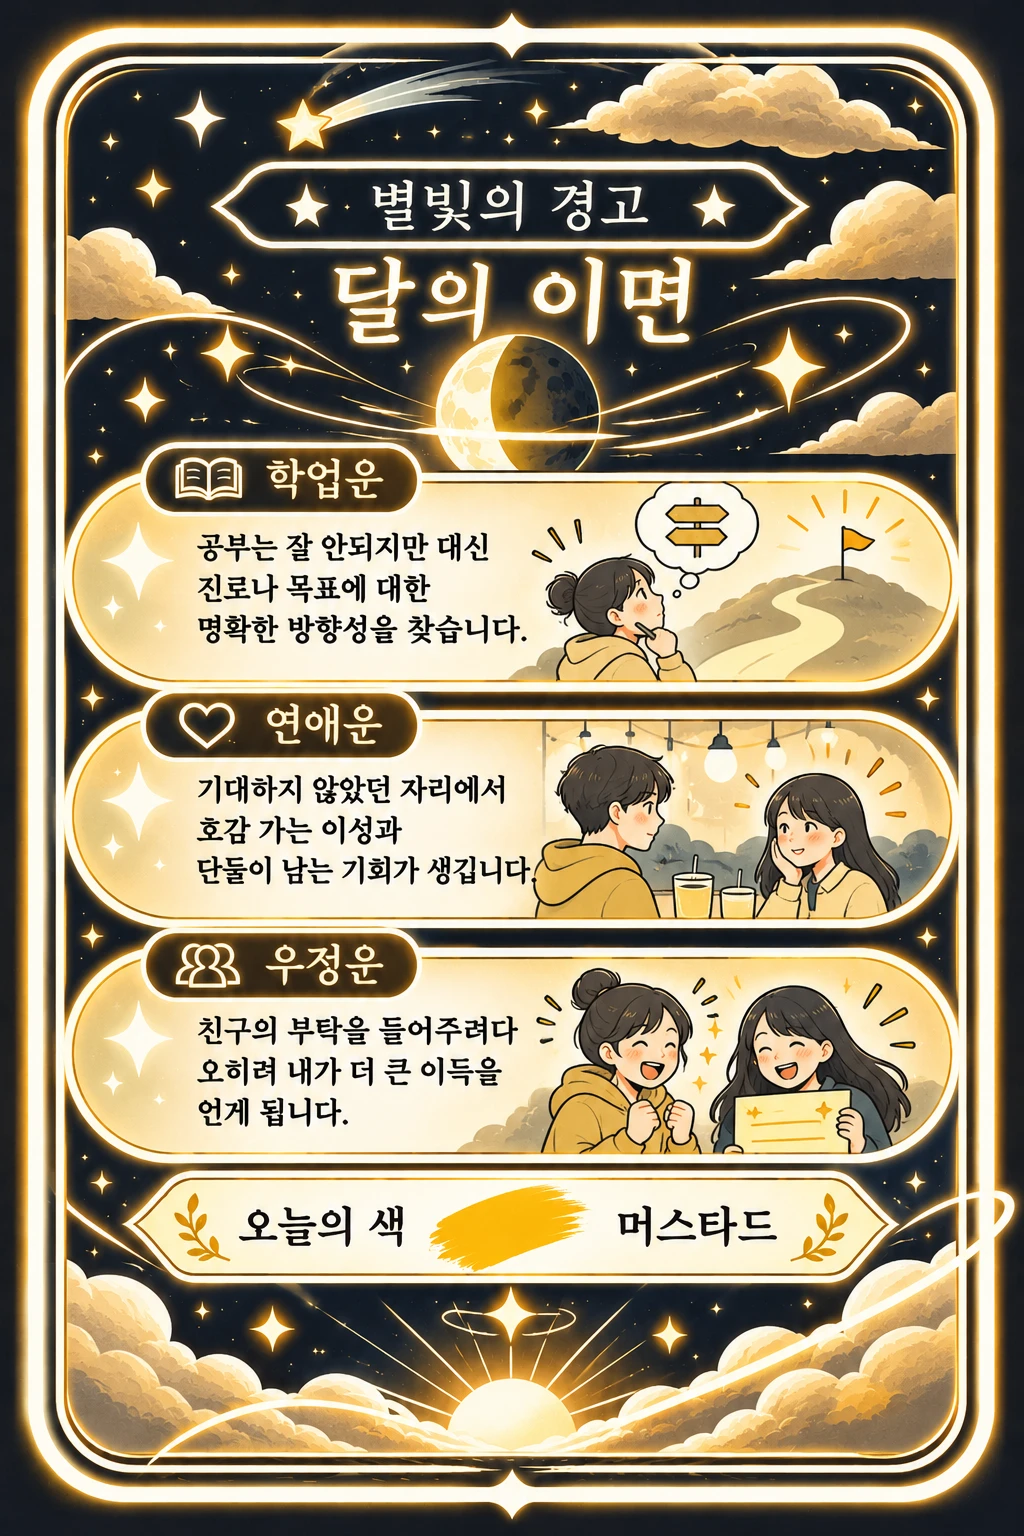 별빛의 경고
달의 이면
학업운
공부는 잘 안되지만 대신
진로나 목표에 대한
명확한 방향성을 찾습니다.
연애운
기대하지 않았던 자리에서
호감 가는 이성과
단둘이 남는 기회가 생깁니다.
우정운
친구의 부탁을 들어주려다
오히려 내가 더 큰 이득을
얻게 됩니다.
오늘의 색 머스타드